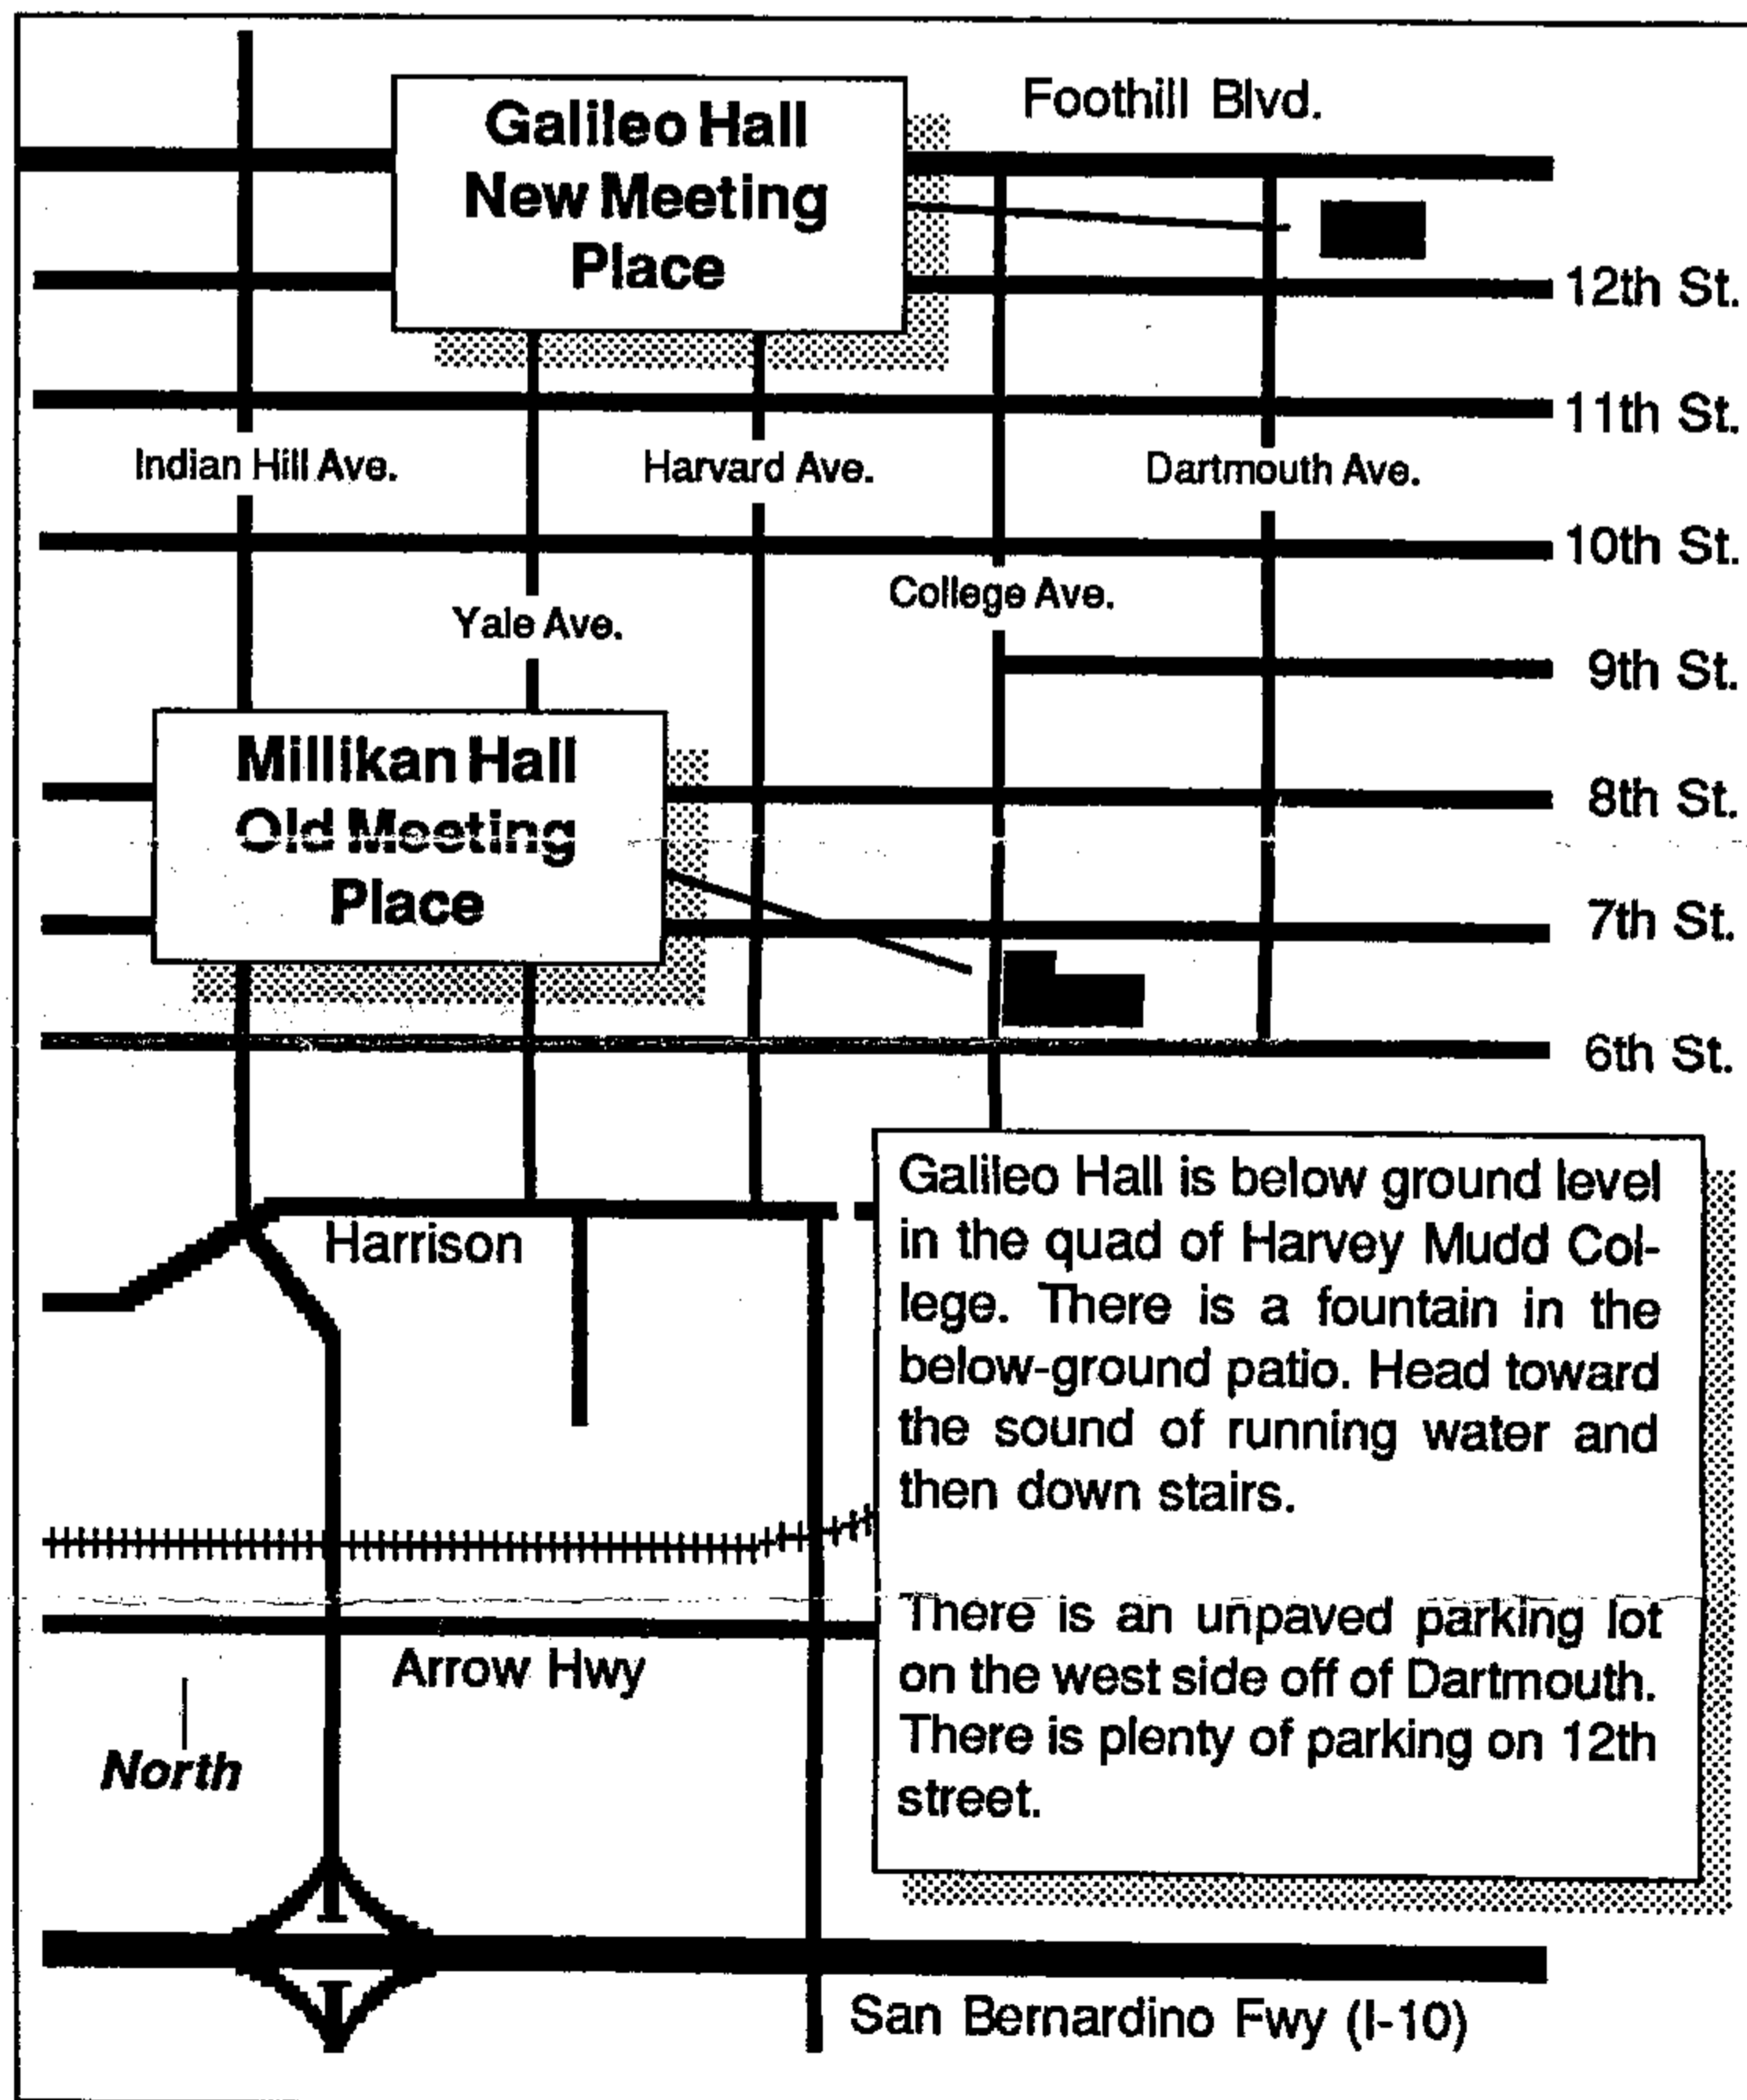 Foothill Blvd.
Galileo Hall
New Meeting
Place
12th St.
11th St.
Indian Hill Ave.
Harvard Ave.
Dartmouth Ave.
10th St.
College Ave.
Yale Ave.
9th St.
Millikan Hall
Old Meeting
Place
8th St.
7th St.
6th St.
Harrison
Galileo Hall is below ground level
in the quad of Harvey Mudd Col-
lege. There is a fountain in the
below-ground patio. Head toward
the sound of running water and
then down stairs.
There is an unpaved parking lot
on the west side off of Dartmouth.
There is plenty of parking on 12th
street.
Arrow Hwy
North
San Bernardino Fwy (I-10)